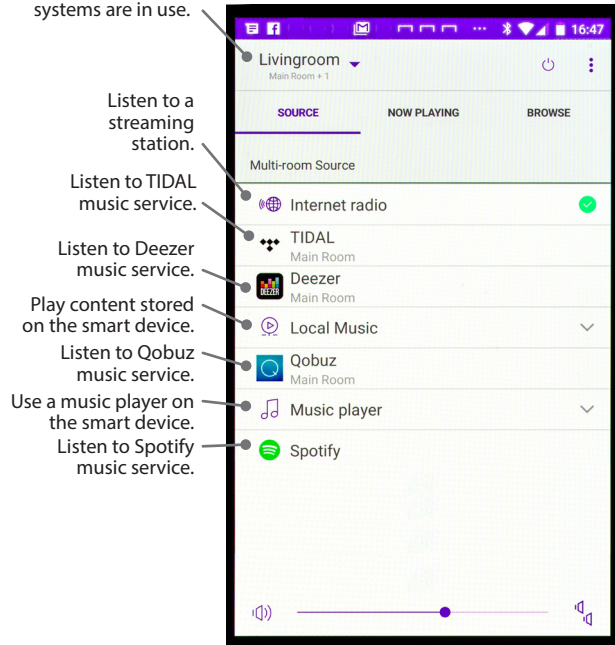 systems are in use.
16:47
Livingroom
Main Room + 1
SOURCE NOW PLAYING BROWSE
Listen to a
streaming
station.
Multi-room Source
Internet radio
Listen to TIDAL
music service.
TIDAL
Main Room
Listen to Deezer
music service.
DEEZER
Deezer
Main Room
Play content stored
on the smart device.
Local Music
Listen to Qobuz
music service.
Qobuz
Main Room
Use a music player on
the smart device.
Music player
Listen to Spotify
music service.
Spotify